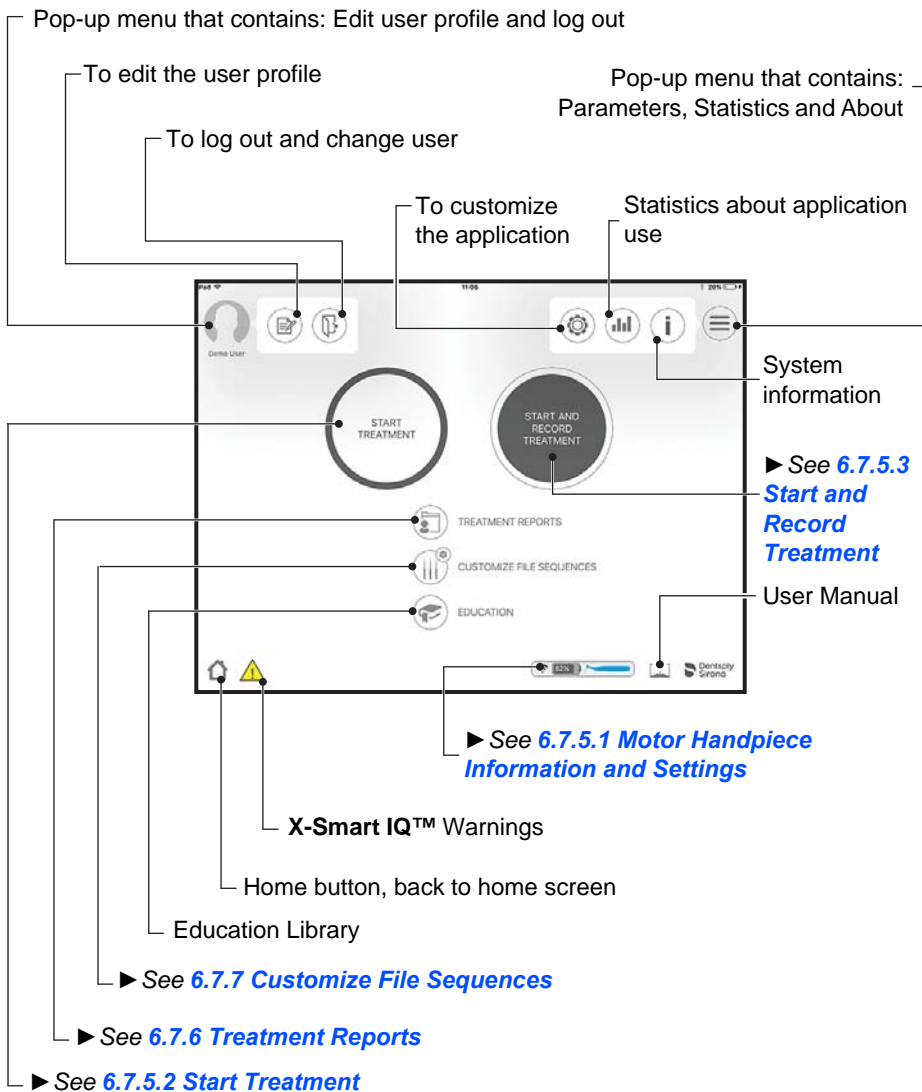 Pop-up menu that contains: Edit user profile and log out
To edit the user profile
Pop-up menu that contains:
Parameters, Statistics and About
To log out and change user
To customize
the application
Statistics about application
use
iPad
11:06
20%
Demo User
System
information
START
TREATMENT
START AND
RECORD
TREATMENT
►See 6.7.5.3
Start and
Record
Treatment
TREATMENT REPORTS
CUSTOMIZE FILE SEQUENCES
User Manual
EDUCATION
82%
Dentsply
Sirona
►See 6.7.5.1 Motor Handpiece
Information and Settings
X-Smart IQ™ Warnings
Home button, back to home screen
Education Library
►See 6.7.7 Customize File Sequences
►See 6.7.6 Treatment Reports
►See 6.7.5.2 Start Treatment